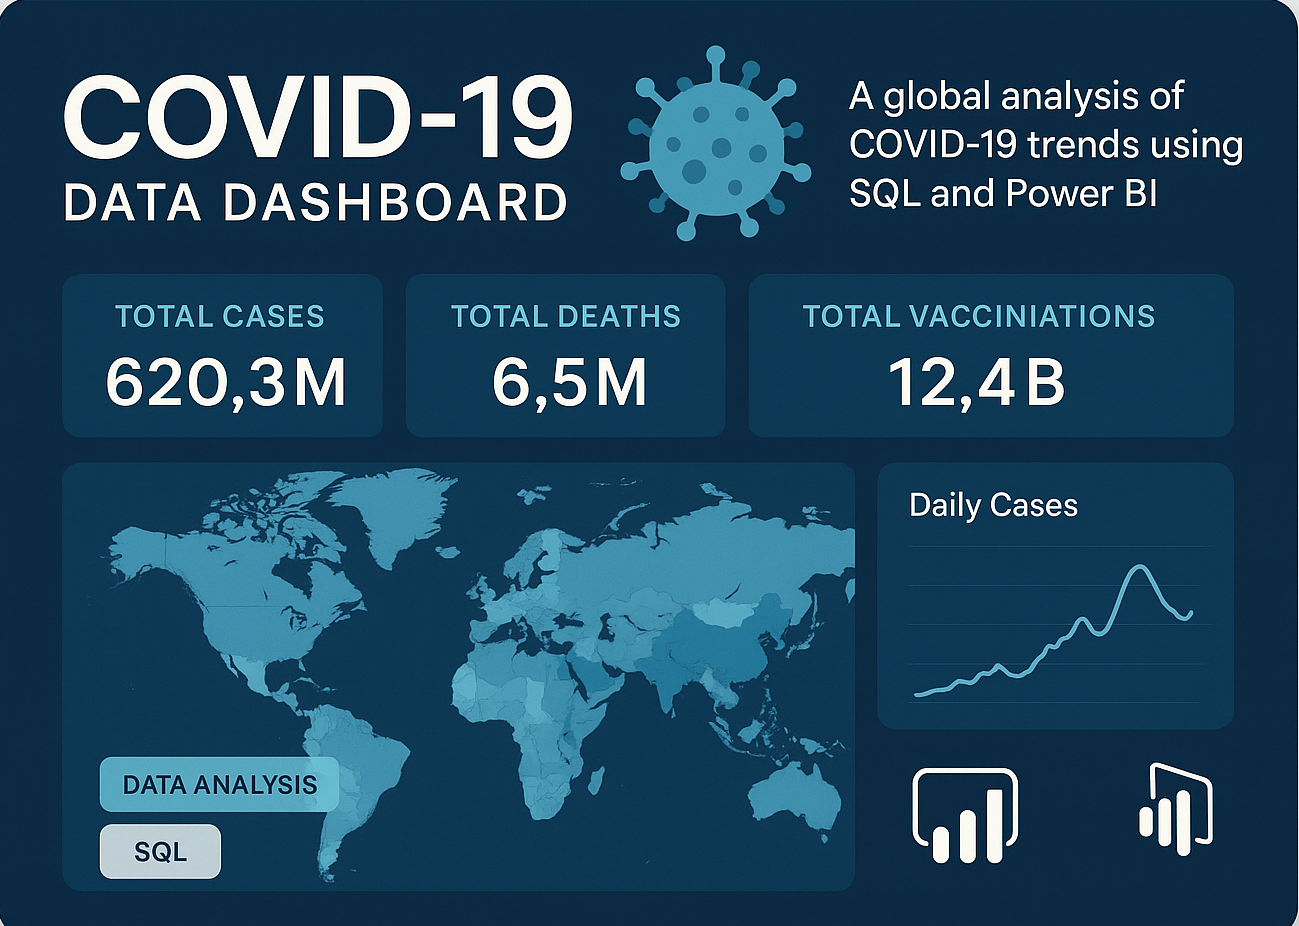 COVID-19
DATA DASHBOARD
A global analysis of
COVID-19 trends using
SQL and Power BI
TOTAL CASES
620,3M
TOTAL DEATHS
6,5M
TOTAL VACCINIATIONS
12,4B
Daily Cases
DATA ANALYSIS
SQL